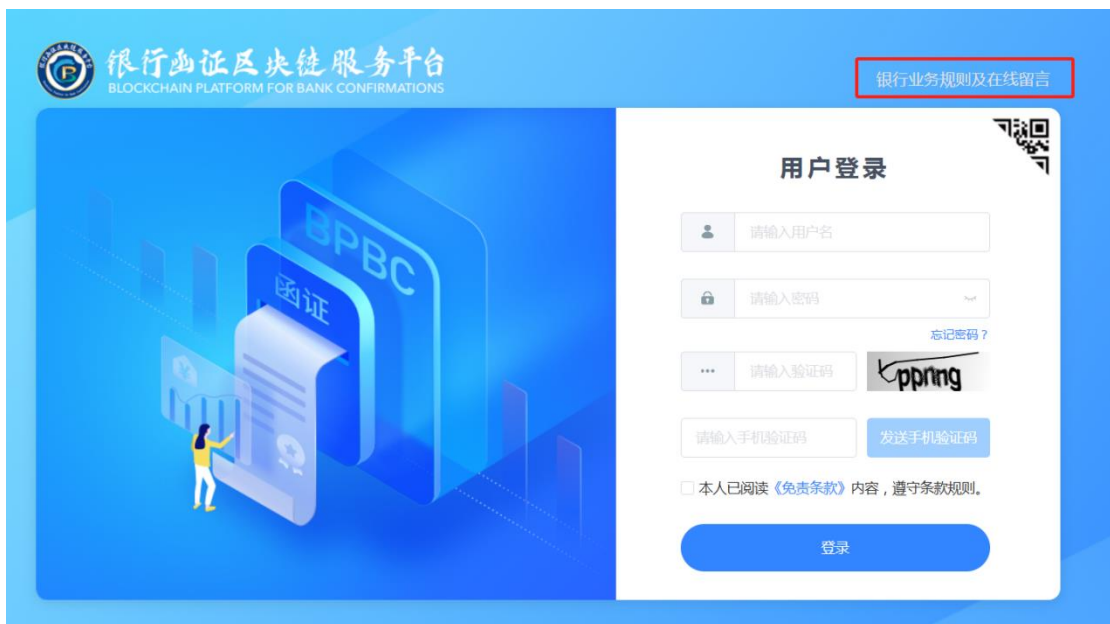 银行函证区块链服务平台
BLOCKCHAIN PLATFORM FOR BANK CONFIRMATIONS
银行业务规则及在线留言
BPBC
函证
用户登录
请输入用户名
请输入密码
忘记密码？
请输入验证码
请输入手机验证码
发送手机验证码
本人已阅读《免责条款》内容，遵守条款规则。
登录